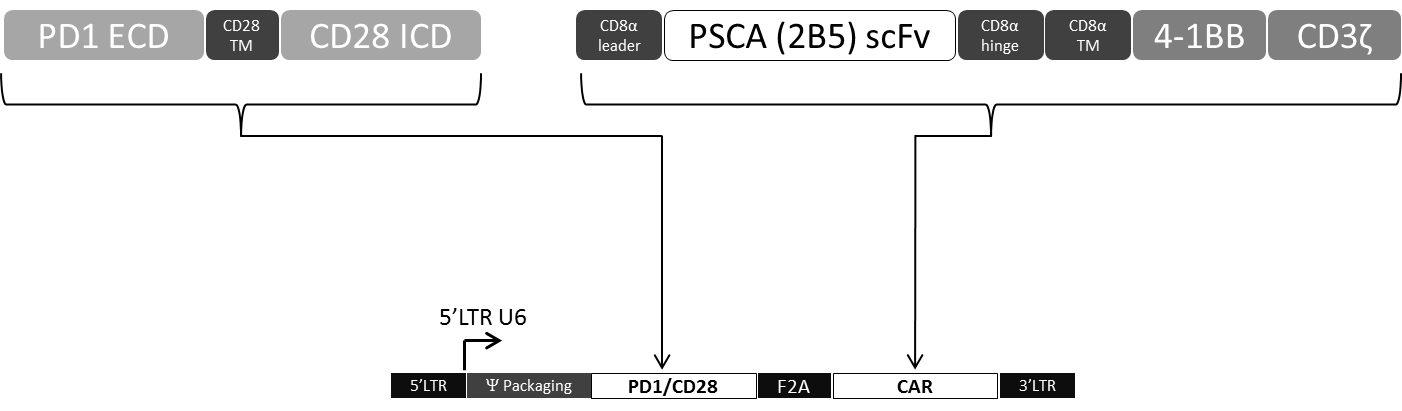 PD1 ECD
CD28
TM
CD28 ICD
CD8α
leader
PSCA (2B5) scFv
CD8α
hinge
CD8α
TM
4-1BB
CD3ζ
5’LTR U6
5’LTR
Ψ Packaging
PD1/CD28
F2A
CAR
3’LTR